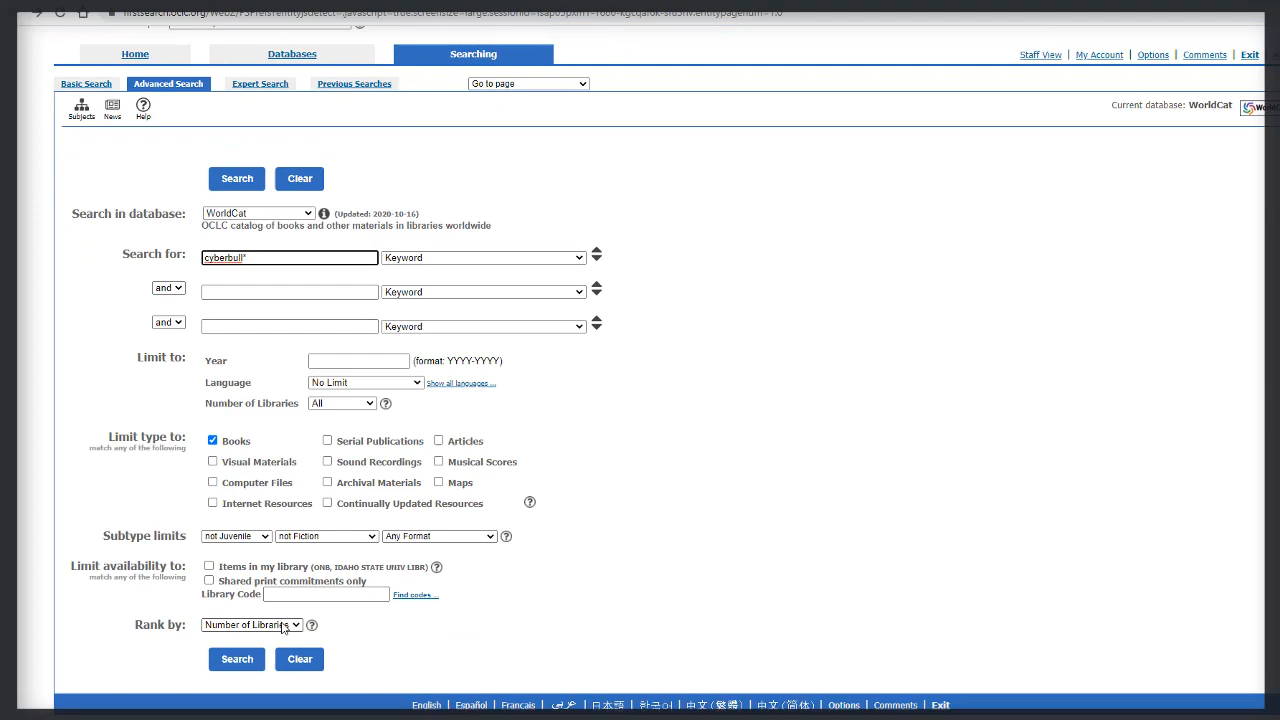 Home Databases Searching Staff View | My Account | Options | Comments | Exit
Basic Search Advanced Search Expert Search Previous Searches Go to page
Subjects News Help Current database: WorldCat
Search Clear
Search in database: WorldCat (Updated: 2020-10-16)
OCLC catalog of books and other materials in libraries worldwide
Search for: cyberbull* Keyword
and Keyword
and Keyword
Limit to: Year (format: YYYY-YYYY)
Language No Limit Show all languages ...
Number of Libraries All
Limit type to: Books Serial Publications Articles
match any of the following
Visual Materials Sound Recordings Musical Scores
Computer Files Archival Materials Maps
Internet Resources Continually Updated Resources
Subtype limits not Juvenile not Fiction Any Format
Limit availability to: Items in my library (ONB, IDAHO STATE UNIV LIBR)
match any of the following Shared print commitments only
Library Code Find codes ...
Rank by: Number of Libraries
Search Clear
English | Español | Français | | 日本語 | 한국어 | 中文 (繁體) | 中文 (简体) | Options | Comments | Exit